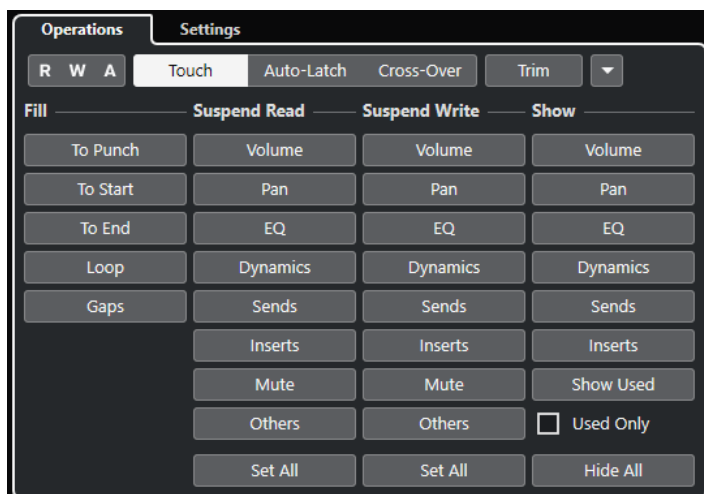 Operations Settings
R W A Touch Auto-Latch Cross-Over Trim
Fill Suspend Read Suspend Write Show
To Punch Volume Volume Volume
To Start Pan Pan Pan
To End EQ EQ EQ
Loop Dynamics Dynamics Dynamics
Gaps Sends Sends Sends
Inserts Inserts Inserts
Mute Mute Show Used
Others Others Used Only
Set All Set All Hide All